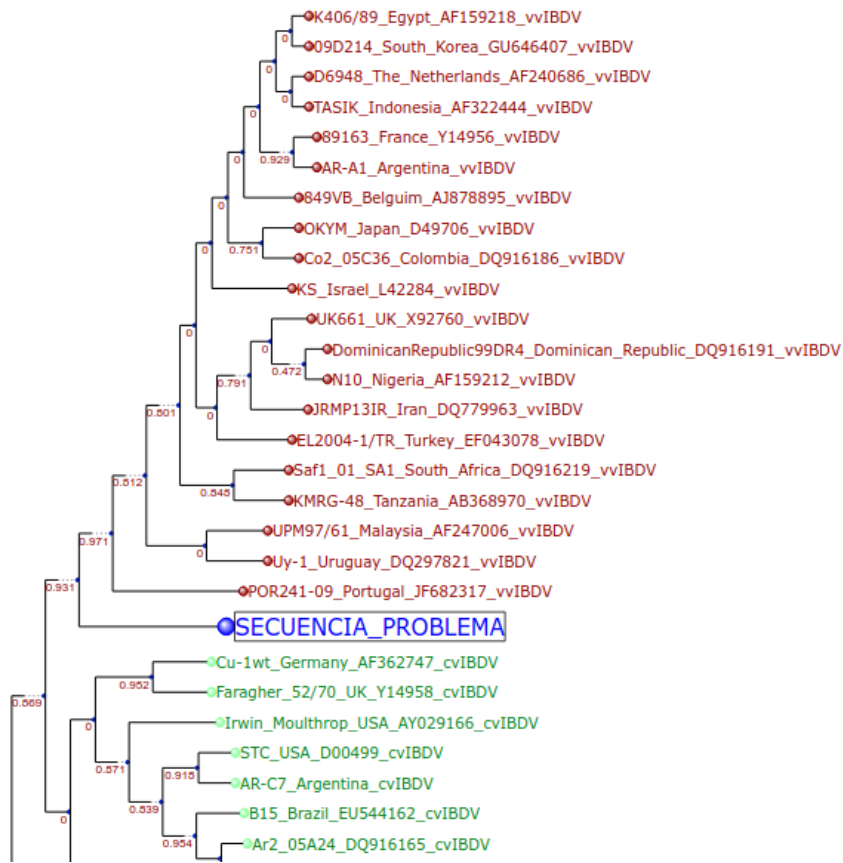 K406/89_Egypt_AF159218_vvIBDV
0
09D214_South_Korea_GU646407_vvIBDV
0
D6948_The_Netherlands_AF240686_vvIBDV
0
TASIK_Indonesia_AF322444_vvIBDV
0
89163_France_Y14956_vvIBDV
0.929
AR-A1_Argentina_vvIBDV
0
849VB_Belguim_AJ878895_vvIBDV
0
OKYM_Japan_D49706_vvIBDV
0.751
Co2_05C36_Colombia_DQ916186_vvIBDV
0
KS_Israel_L42284_vvIBDV
UK661_UK_X92760_vvIBDV
0
0
DominicanRepublic99DR4_Dominican_Republic_DQ916191_vvIBDV
0.472
N10_Nigeria_AF159212_vvIBDV
0.791
JRMP13IR_Iran_DQ779963_vvIBDV
0.801
0
EL2004-1/TR_Turkey_EF043078_vvIBDV
Saf1_01_SA1_South_Africa_DQ916219_vvIBDV
0.812
0.848
KMRG-48_Tanzania_AB368970_vvIBDV
UPM97/61_Malaysia_AF247006_vvIBDV
0.971
0
Uy-1_Uruguay_DQ297821_vvIBDV
0.931
POR241-09_Portugal_JF682317_vvIBDV
SECUENCIA_PROBLEMA
Cu-1wt_Germany_AF362747_cvIBDV
0.952
Faragher_52/70_UK_Y14958_cvIBDV
0.869
0
Irwin_Moulthrop_USA_AY029166_cvIBDV
STC_USA_D00499_cvIBDV
0.871
0.918
AR-C7_Argentina_cvIBDV
0.839
0
B15_Brazil_EU544162_cvIBDV
0.954
Ar2_05A24_DQ916165_cvIBDV